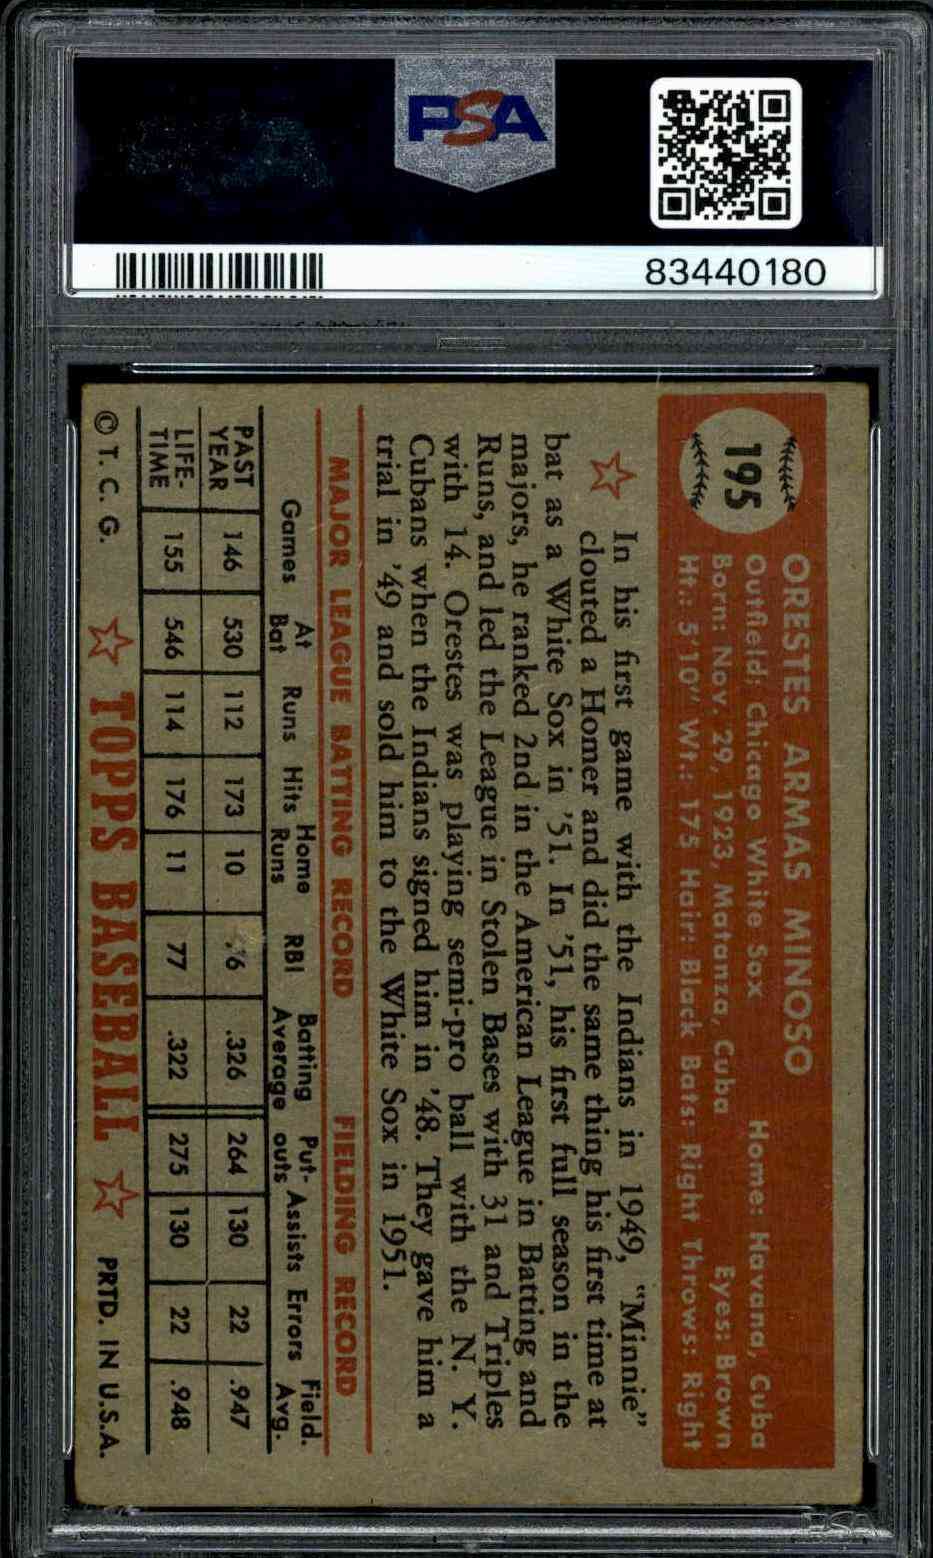 PSA
83440180
195
ORESTES ARMAS MINOSO
Outfield: Chicago White Sox Home: Havana, Cuba
Born: Nov. 29, 1923, Matanza, Cuba Eyes: Brown
Ht.: 5'10" Wt.: 175 Hair: Black Bats: Right Throws: Right
In his first game with the Indians in 1949, "Minnie"
clouted a Homer and did the same thing his first time at
bat as a White Sox in '51. In '51, his first full season in the
majors, he ranked 2nd in the American League in Batting and
Runs, and led the League in Stolen Bases with 31 and Triples
with 14. Orestes was playing semi-pro ball with the N. Y.
Cubans when the Indians signed him in '48. They gave him a
trial in '49 and sold him to the White Sox in 1951.
MAJOR LEAGUE BATTING RECORD FIELDING RECORD
Games At Bat Runs Hits Home Runs RBI Batting Average Put-outs Assists Errors Field. Avg.
PAST YEAR 146 530 112 173 10 .326 264 130 22 .947
LIFE-TIME 155 546 114 176 11 77 .322 275 130 22 .948
© T. C. G. TOPPS BASEBALL PRTD. IN U.S.A.